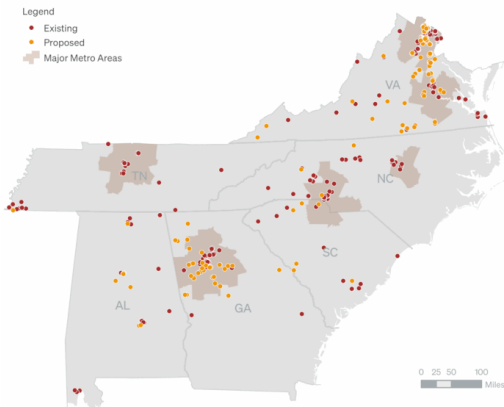 Legend
Existing
Proposed
Major Metro Areas
VA
TN
NC
SC
AL
GA
0 25 50 100
Miles